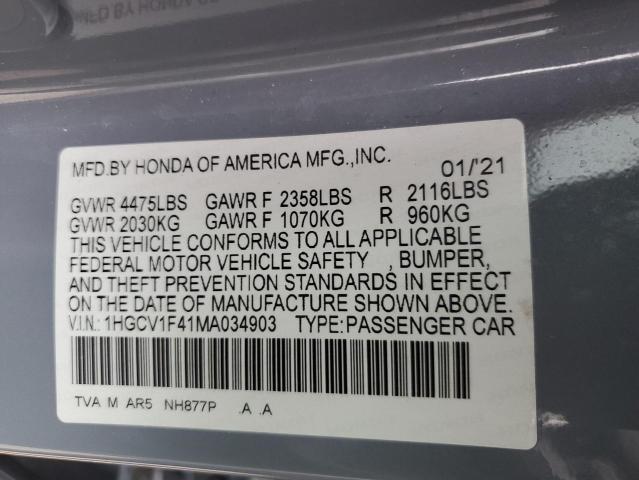 MFD.BY HONDA OF AMERICA MFG.,INC. 01/'21
GVWR 4475LBS GAWR F 2358LBS R 2116LBS
GVWR 2030KG GAWR F 1070KG R 960KG
THIS VEHICLE CONFORMS TO ALL APPLICABLE
FEDERAL MOTOR VEHICLE SAFETY , BUMPER,
AND THEFT PREVENTION STANDARDS IN EFFECT
ON THE DATE OF MANUFACTURE SHOWN ABOVE.
V.I.N.: 1HGCV1F41MA034903 TYPE:PASSENGER CAR
TVA M AR5 NH877P .A .A